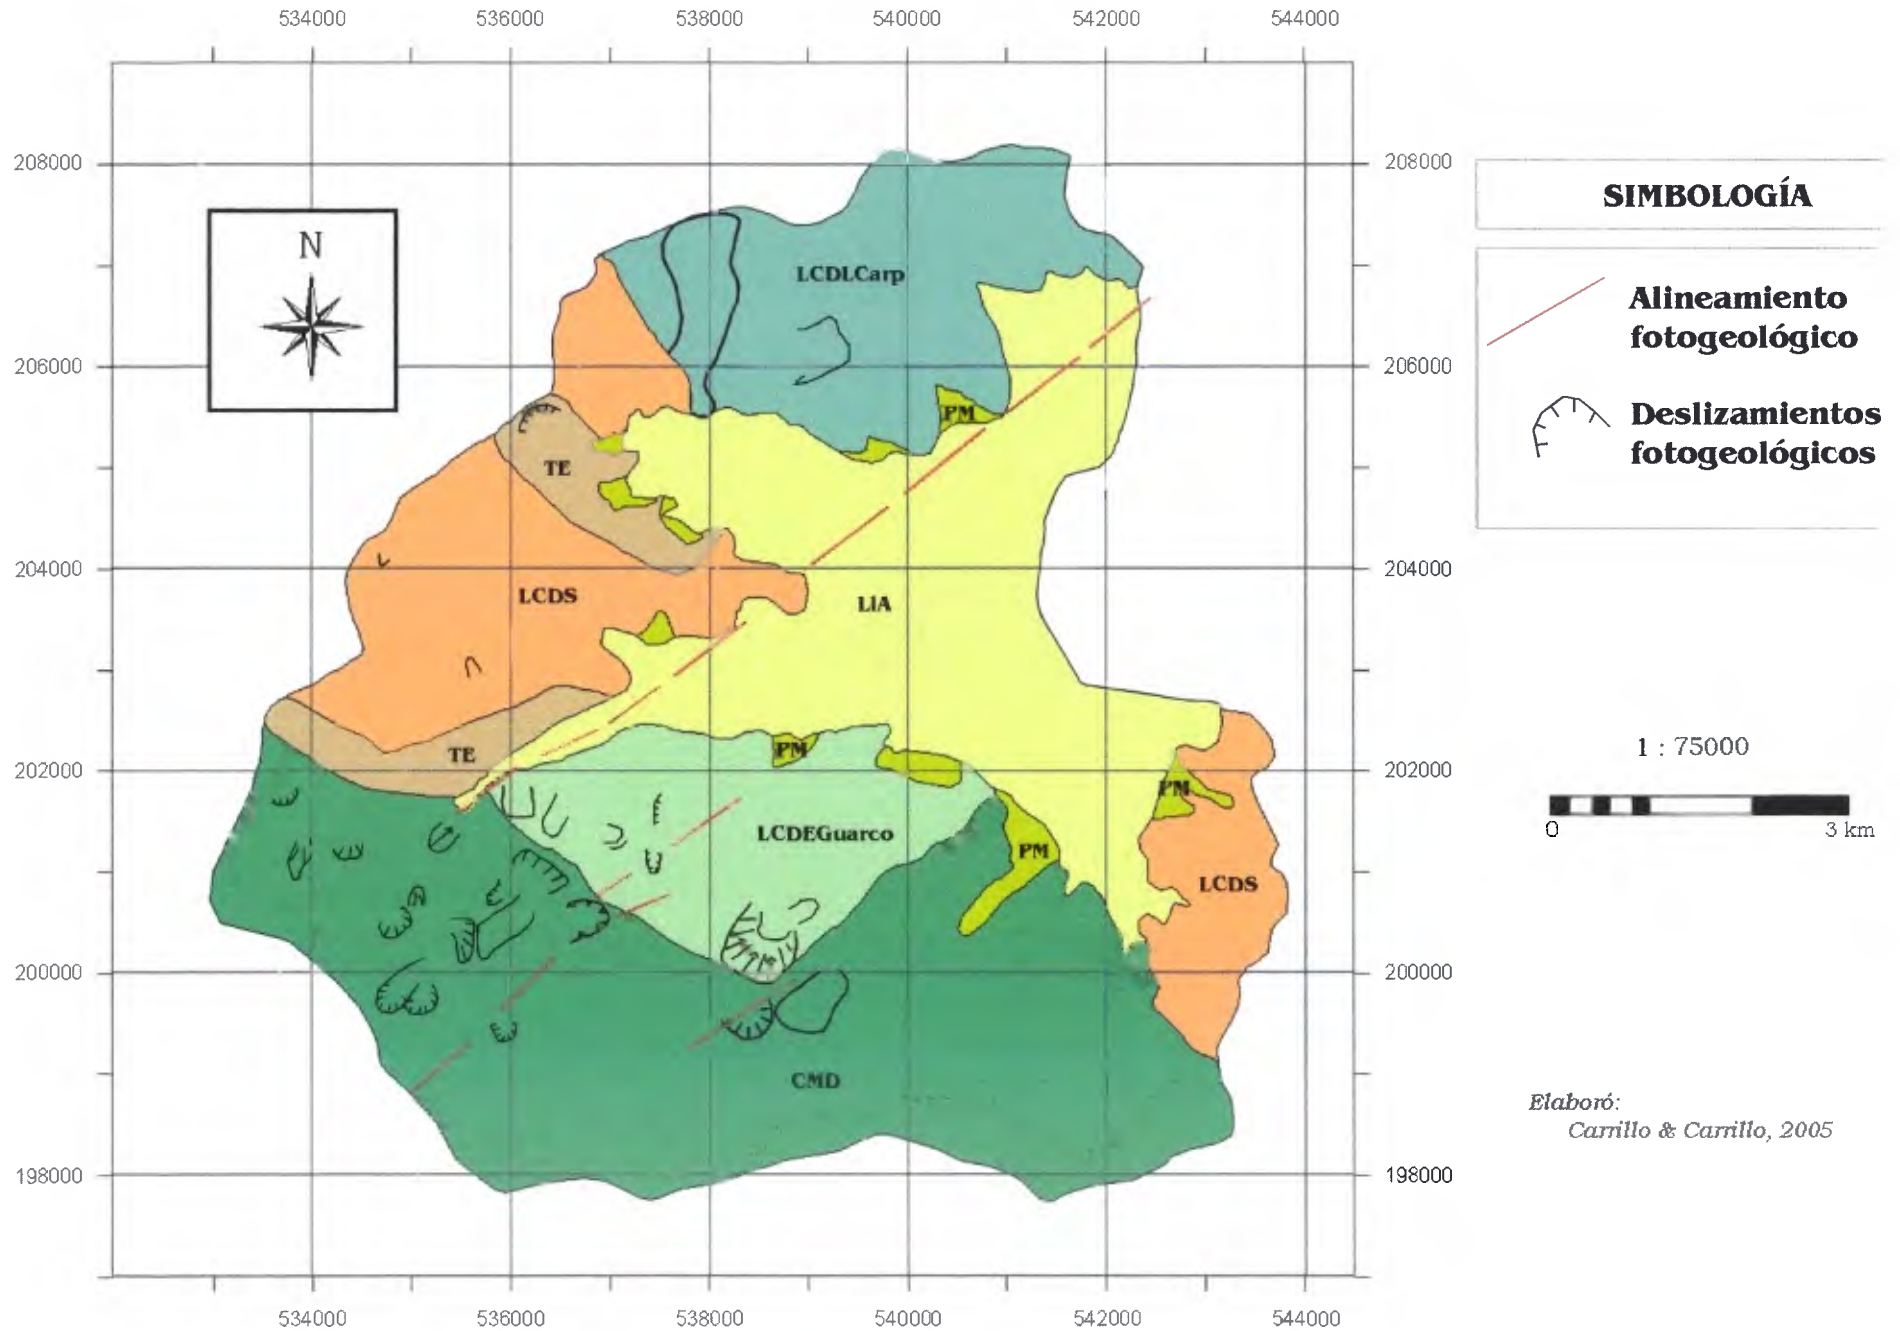 534000 536000 538000 540000 542000 544000
208000
208000
SIMBOLOGÍA
N
LCDLCarp
Alineamiento
fotogeológico
206000
206000
PM
Deslizamientos
fotogeológicos
TE
204000
204000
LCDS
LIA
TE
PM
1 : 75000
202000
202000
PM
0 3 km
LCDEGuarco
PM
LCDS
200000
200000
CMD
Elaboró:
Carrillo & Carrillo, 2005
198000
198000
534000 536000 538000 540000 542000 544000